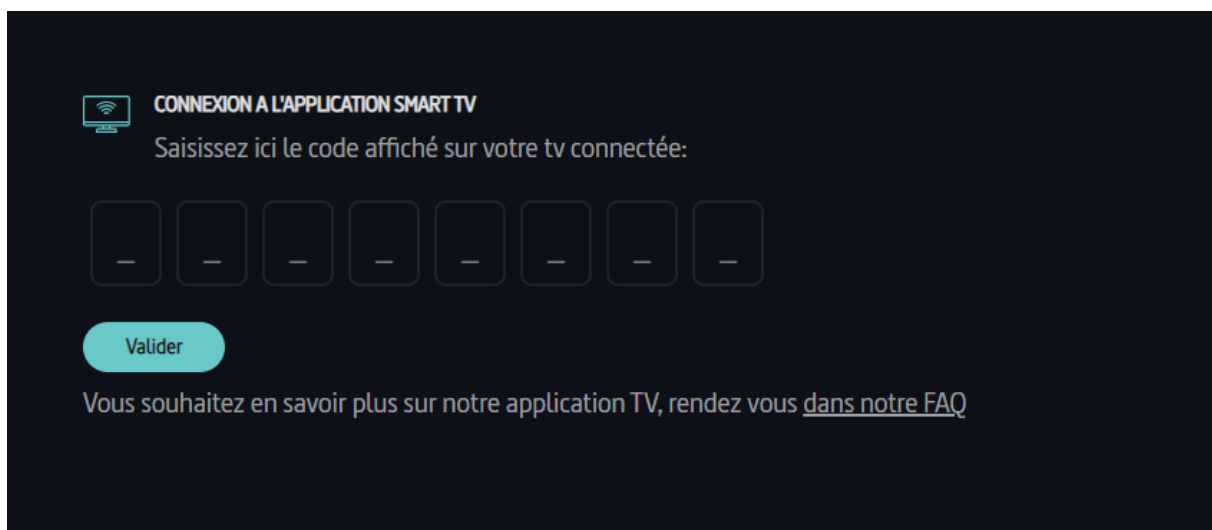 CONNEXION A L'APPLICATION SMART TV
Saisissez ici le code affiché sur votre tv connectée:
_ _ _ _ _ _ _ _
Valider
Vous souhaitez en savoir plus sur notre application TV, rendez vous dans notre FAQ